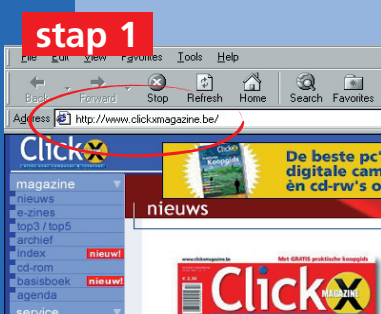 stap 1
File Edit View Favorites Tools Help
Back Forward Stop Refresh Home Search Favorites
Address http://www.clickxmagazine.be/
Clickx
De beste pc'
digitale cam
èn cd-rw's o
magazine
nieuws
e-zines
top3 / top5
archief
index nieuw!
cd-rom
basisboek nieuw!
agenda
service
nieuws
www.clickxmagazine.be Met GRATIS praktische koopgids
ClickX
MAGAZINE